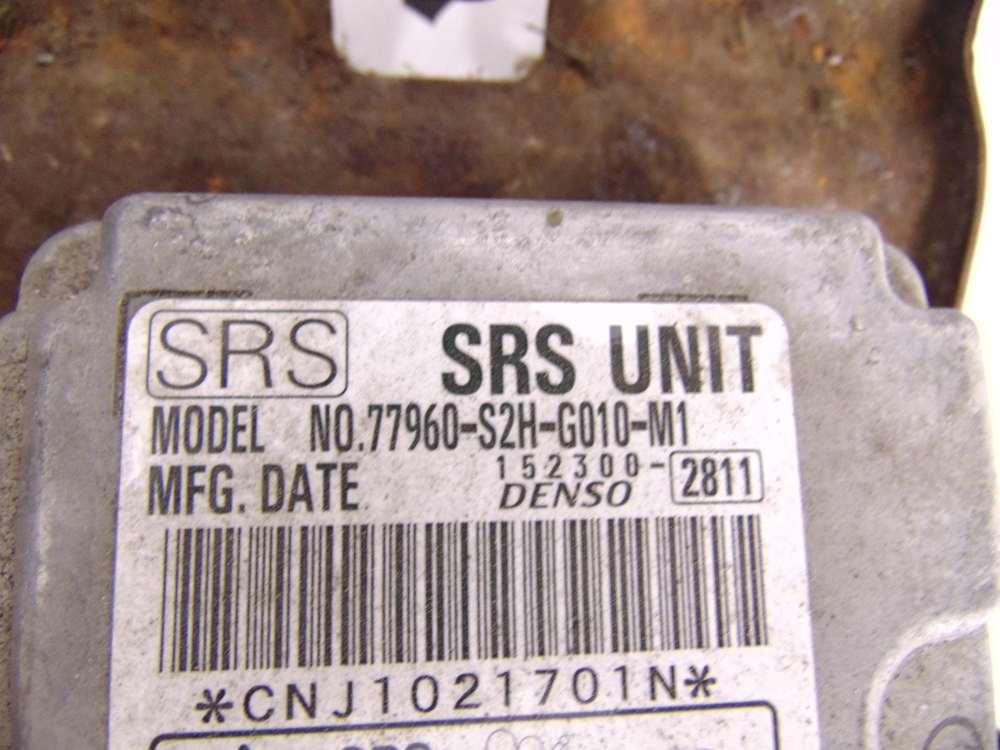 SRS SRS UNIT
MODEL NO.77960-S2H-G010-M1
MFG. DATE 152300-2811
DENSO
*CNJ1021701N*